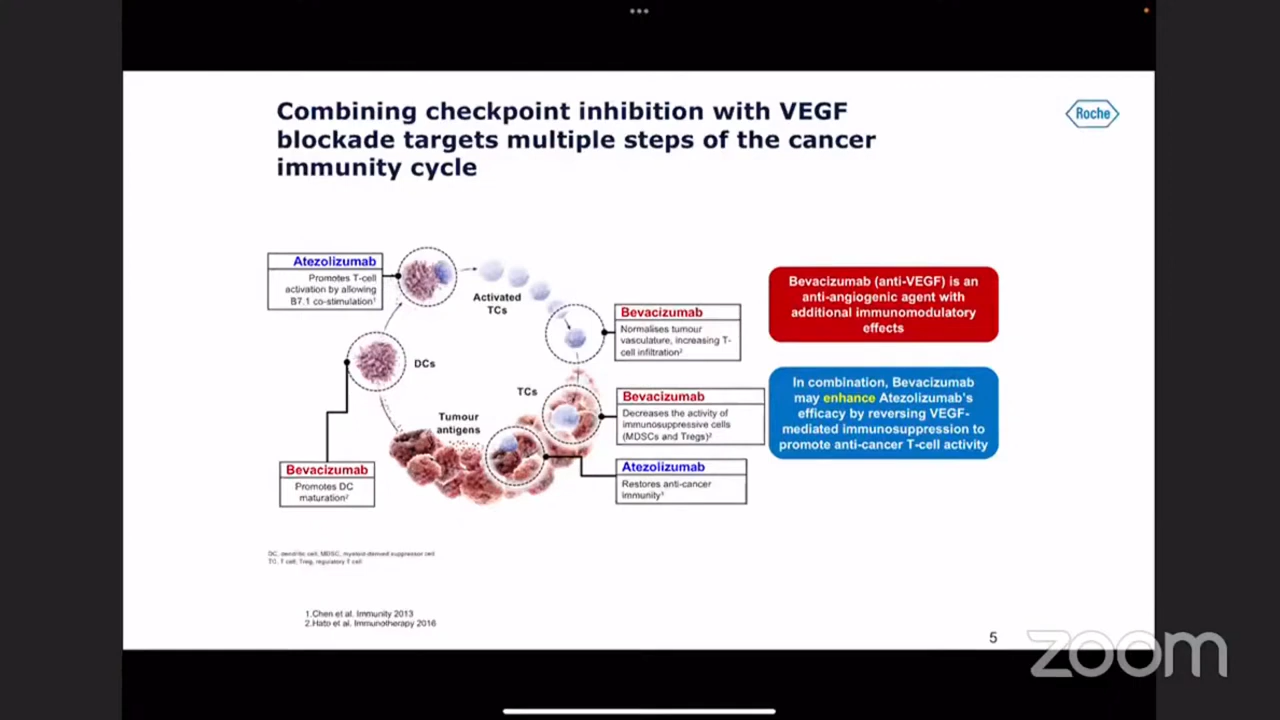 Combining checkpoint inhibition with VEGF
blockade targets multiple steps of the cancer
immunity cycle
Roche
Atezolizumab
Promotes T-cell
activation by allowing
B7.1 co-stimulation¹
Activated
TCs
Bevacizumab
Normalises tumour
vasculature, increasing T-
cell infiltration²
DCs
TCs
Bevacizumab
Decreases the activity of
immunosuppressive cells
(MDSCs and Tregs)²
Tumour
antigens
Atezolizumab
Restores anti-cancer
immunity¹
Bevacizumab
Promotes DC
maturation²
Bevacizumab (anti-VEGF) is an
anti-angiogenic agent with
additional immunomodulatory
effects
In combination, Bevacizumab
may enhance Atezolizumab's
efficacy by reversing VEGF-
mediated immunosuppression to
promote anti-cancer T-cell activity
DC, dendritic cell, MDSC, myeloid-derived suppressor cell
TC, T cell; Treg, regulatory T cell
1.Chen et al. Immunity 2013
2.Hato et al. Immunotherapy 2016
5
zoom